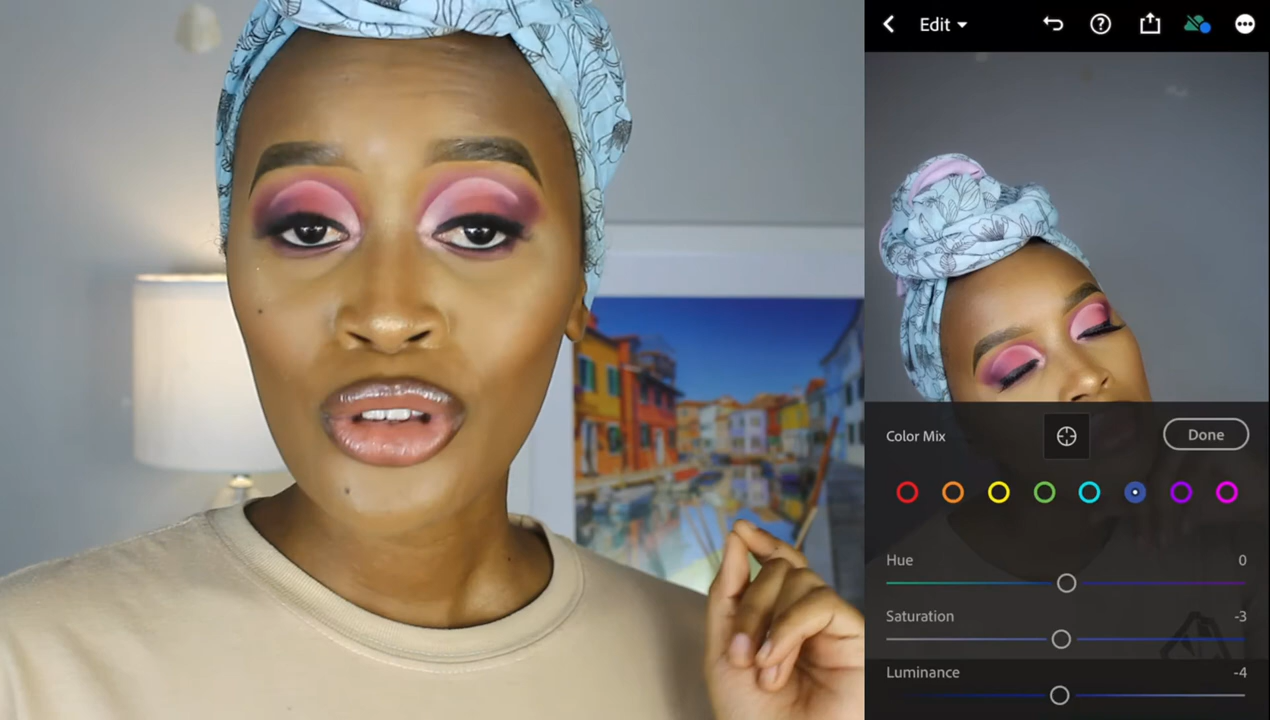 Edit
Color Mix
Done
Hue 0
Saturation -3
Luminance -4